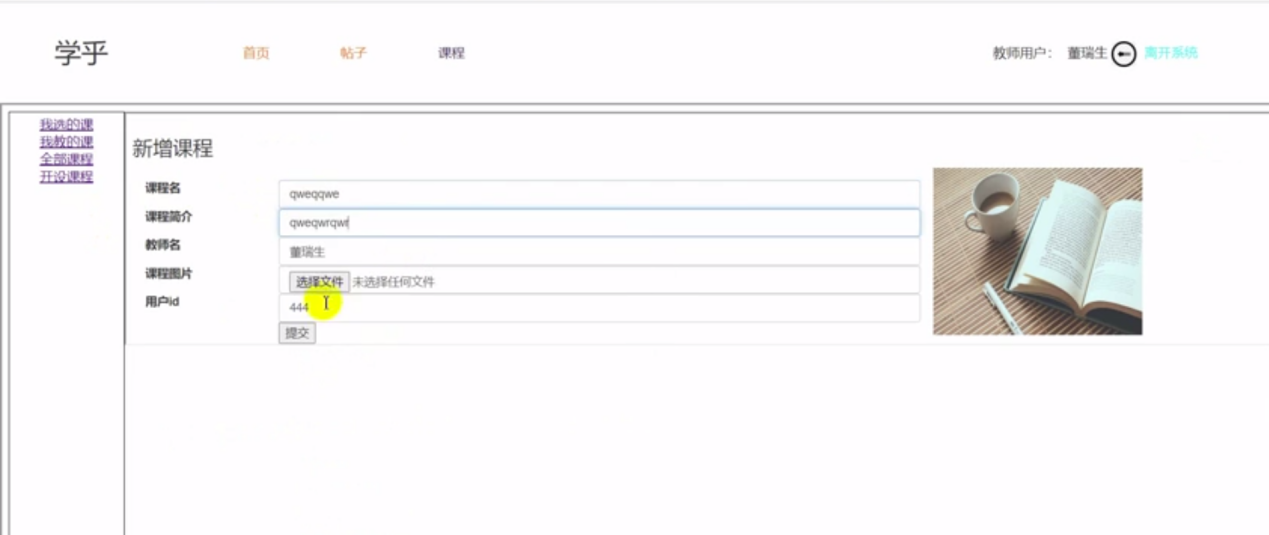 学乎
首页 帖子 课程
教师用户： 董瑞生 离开系统
我选的课
我教的课
全部课程
开设课程
新增课程
课程名 qweqqwe
课程简介 qweqwrqwr
教师名 董瑞生
课程图片 选择文件 未选择任何文件
用户id 444
提交